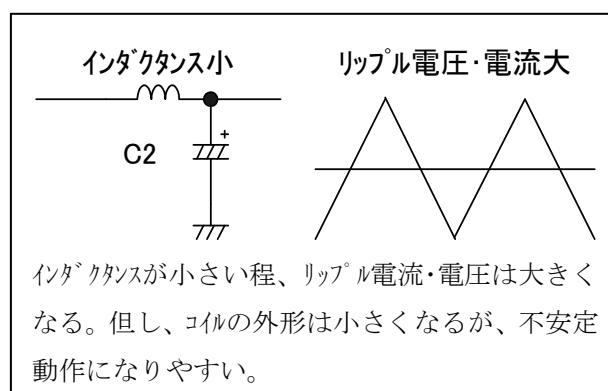 インダクタンス小
リップル電圧・電流大
+
C2
インダクタンスが小さい程、リップル電流・電圧は大きく
なる。但し、コイルの外形は小さくなるが、不安定
動作になりやすい。